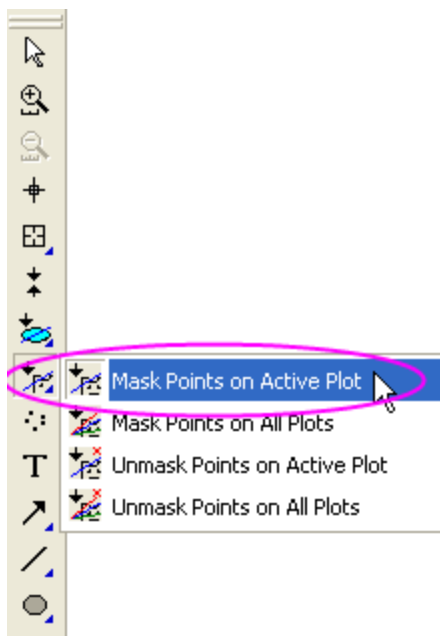 Mask Points on Active Plot
Mask Points on All Plots
T
Unmask Points on Active Plot
Unmask Points on All Plots